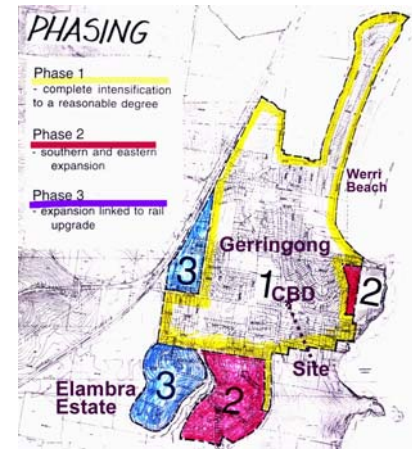 PHASING
Phase 1
- complete intensification
to a reasonable degree
Phase 2
- southern and eastern
expansion
Phase 3
- expansion linked to rail
upgrade
Werri
Beach
Gerringong
3
1
CBD
2
Site
3
Elambra
Estate
2